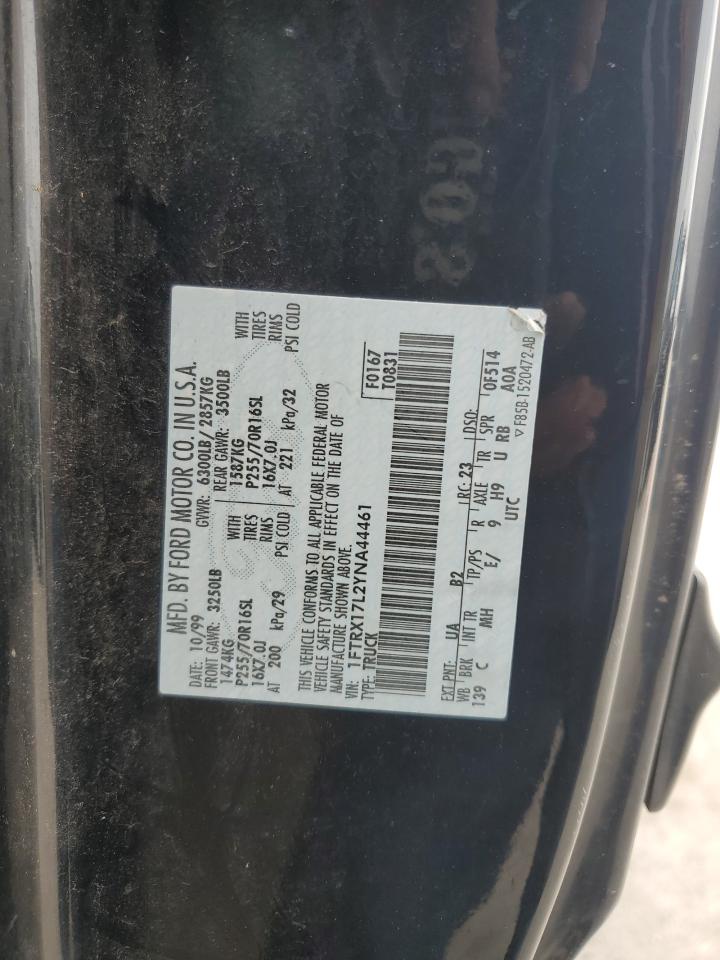 MFD. BY FORD MOTOR CO. IN U.S.A.
DATE: 10/99 GVWR: 6300LB/ 2857KG
FRONT GAWR: 3250LB REAR GAWR: 3500LB
1474KG WITH 1587KG WITH
P255/70R16SL TIRES P255/70R16SL TIRES
16X7.0J RIMS 16X7.0J RIMS
AT 200 kPa/29 PSI COLD AT 221 kPa/32 PSI COLD
THIS VEHICLE CONFORMS TO ALL APPLICABLE FEDERAL MOTOR
VEHICLE SAFETY STANDARDS IN EFFECT ON THE DATE OF
MANUFACTURE SHOWN ABOVE.
VIN: 1FTRX17L2YNA44461
TYPE: TRUCK
F0167
T0831
EXT PNT: UA B2 RC: 23 DSO:
WB BRK INT TR TP/PS R AXLE TR SPR 0F514
139 C MH E/ 9 H9 U RB AOA
UTC
▽ F85B-1520472-AB